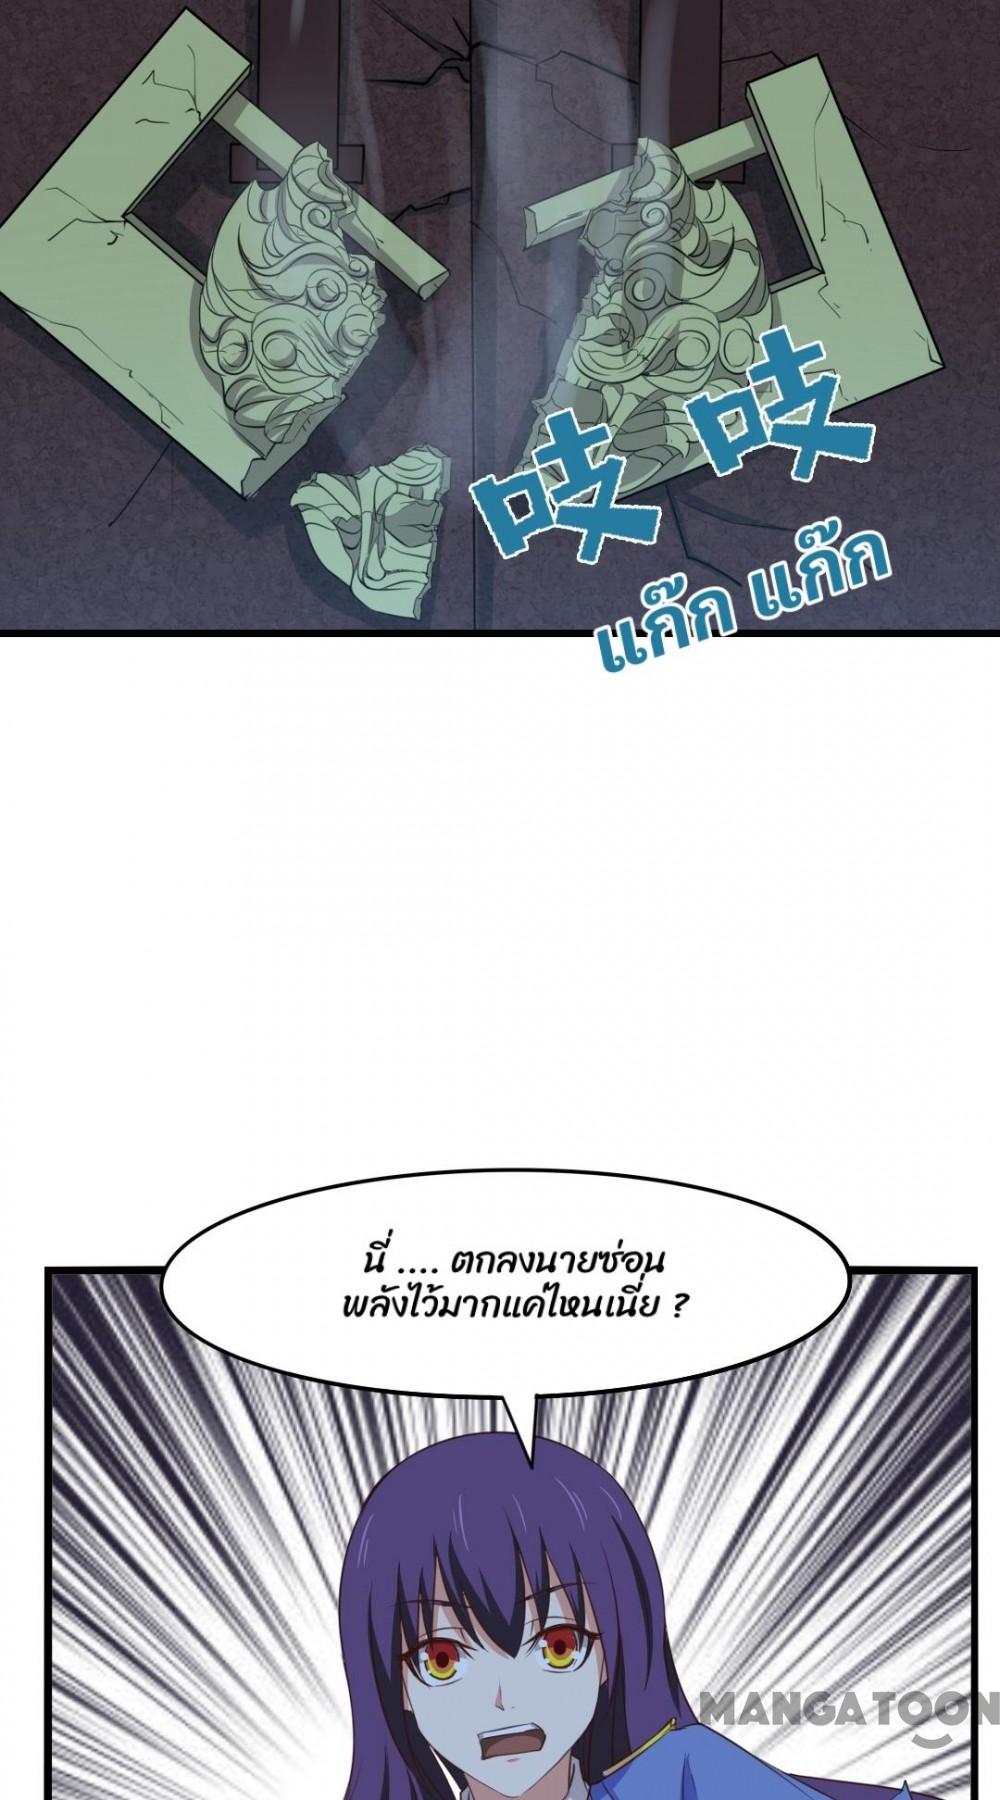 吱 吱
แก๊ก แก๊ก
นี่ .... ตกลงนายซ่อน
พลังไว้มากแค่ไหนเนี่ย ?
MANGATOON